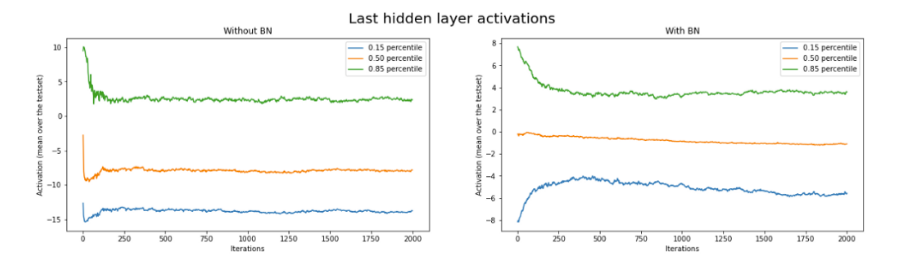 Last hidden layer activations
Without BN
Activation (mean over the testset)
10
5
0
−5
−10
−15
0.15 percentile
0.50 percentile
0.85 percentile
0
250
500
750
1000
1250
1500
1750
2000
Iterations
With BN
Activation (mean over the testset)
8
6
4
2
0
−2
−4
−6
−8
0.15 percentile
0.50 percentile
0.85 percentile
0
250
500
750
1000
1250
1500
1750
2000
Iterations